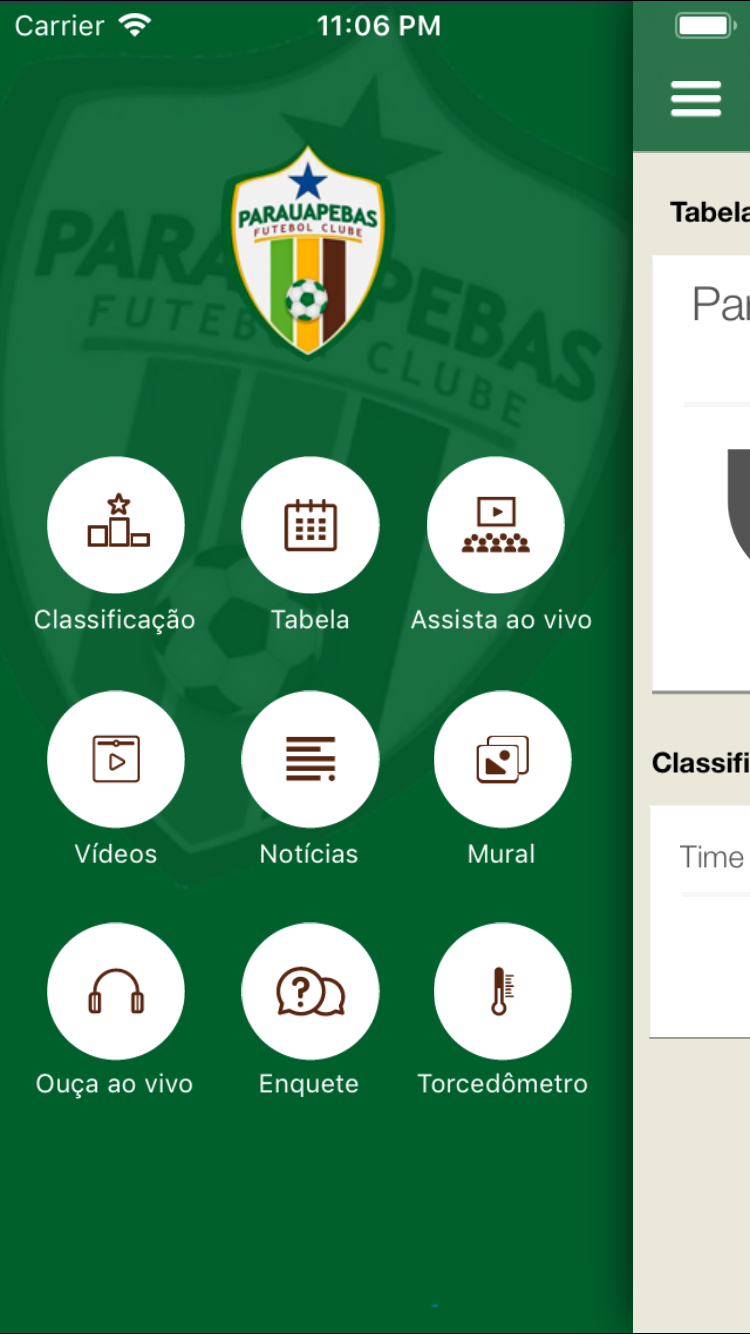 Carrier
11:06 PM
PARAUAPEBAS
FUTEBOL CLUBE
Classificação
Tabela
Assista ao vivo
Vídeos
Notícias
Mural
Ouça ao vivo
Enquete
Torcedômetro
Tabela
Par
Classifi
Time